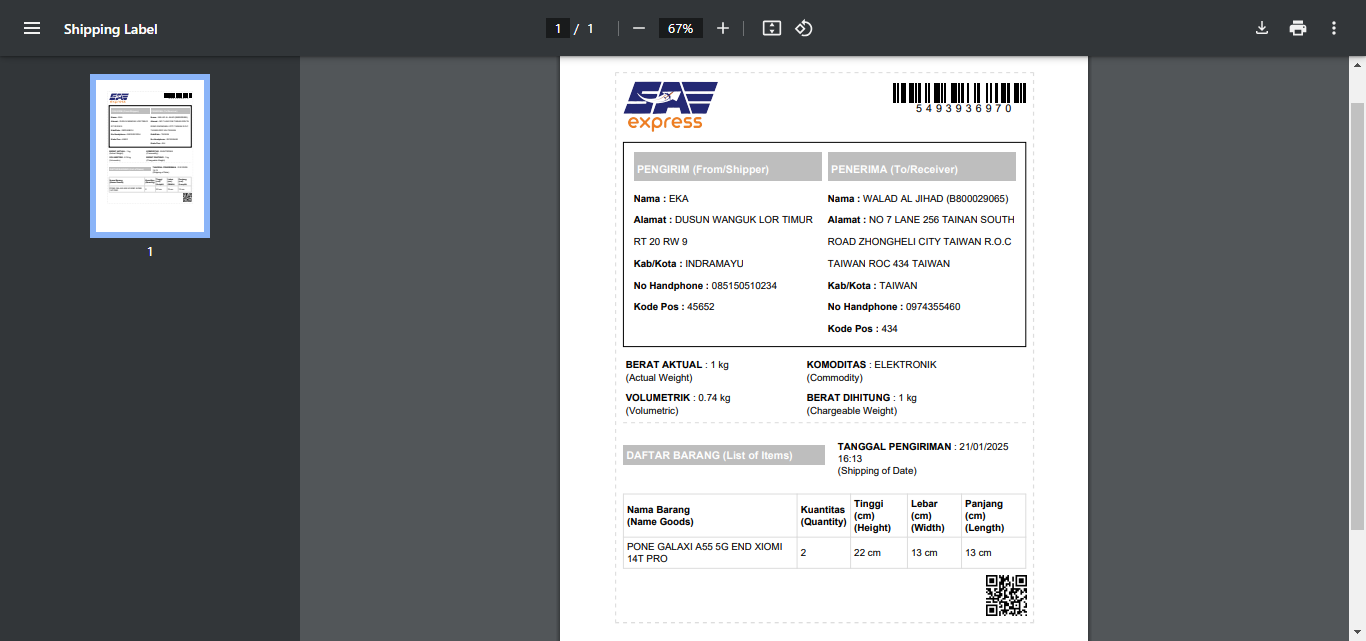 Shipping Label
1 / 1
67%
1
EAE
express
5493936970
PENGIRIM (From/Shipper)
Nama : EKA
Alamat : DUSUN WANGUK LOR TIMUR
RT 20 RW 9
Kab/Kota : INDRAMAYU
No Handphone : 085150510234
Kode Pos : 45652
PENERIMA (To/Receiver)
Nama : WALAD AL JIHAD (B800029065)
Alamat : NO 7 LANE 256 TAINAN SOUTH
ROAD ZHONGHELI CITY TAIWAN R.O.C
TAIWAN ROC 434 TAIWAN
Kab/Kota : TAIWAN
No Handphone : 0974355460
Kode Pos : 434
BERAT AKTUAL : 1 kg
(Actual Weight)
KOMODITAS : ELEKTRONIK
(Commodity)
VOLUMETRIK : 0.74 kg
(Volumetric)
BERAT DIHITUNG : 1 kg
(Chargeable Weight)
DAFTAR BARANG (List of Items)
TANGGAL PENGIRIMAN : 21/01/2025
16:13
(Shipping of Date)
Nama Barang
(Name Goods)
Kuantitas
(Quantity)
Tinggi
(cm)
(Height)
Lebar
(cm)
(Width)
Panjang
(cm)
(Length)
PONE GALAXI A55 5G END XIOMI
14T PRO
2
22 cm
13 cm
13 cm